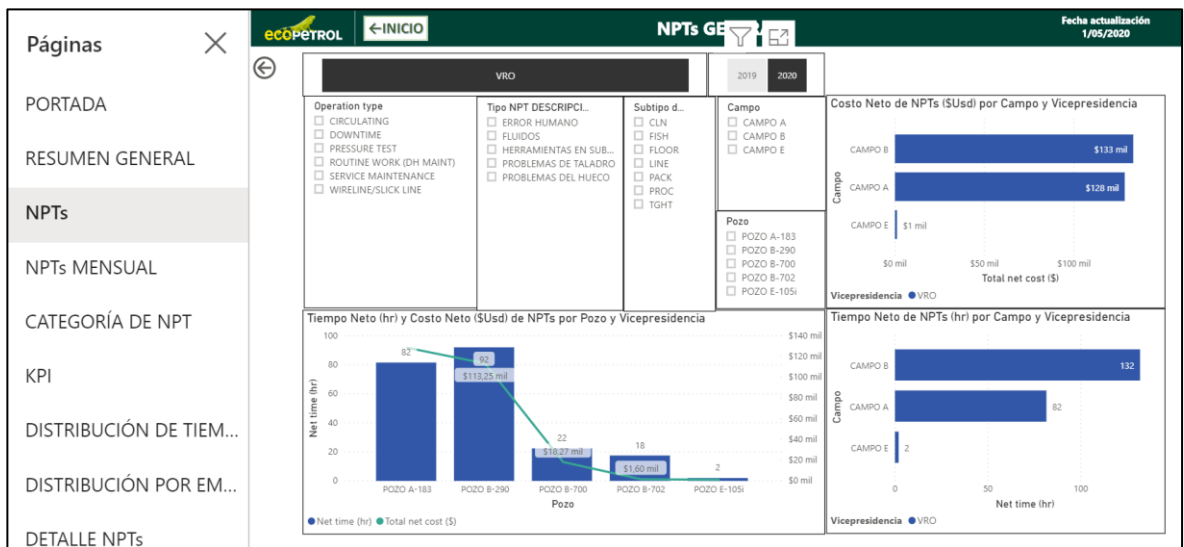 Páginas
PORTADA
RESUMEN GENERAL
NPTs
NPTs MENSUAL
CATEGORÍA DE NPT
KPI
DISTRIBUCIÓN DE TIEM...
DISTRIBUCIÓN POR EM...
DETALLE NPTs
ecoPETROL
←INICIO
NPTs GE
Fecha actualización
1/05/2020
VRO
2019 2020
Operation type
CIRCULATING
DOWNTIME
PRESSURE TEST
ROUTINE WORK (DH MAINT)
SERVICE MAINTENANCE
WIRELINE/SLICK LINE
Tipo NPT DESCRIPCI...
ERROR HUMANO
FLUIDOS
HERRAMIENTAS EN SUB...
PROBLEMAS DE TALADRO
PROBLEMAS DEL HUECO
Subtipo d...
CLN
FISH
FLOOR
LINE
PACK
PROC
TGHT
Campo
CAMPO A
CAMPO B
CAMPO E
Pozo
POZO A-183
POZO B-290
POZO B-700
POZO B-702
POZO E-105i
Costo Neto de NPTs ($Usd) por Campo y Vicepresidencia
Campo
CAMPO B $133 mil
CAMPO A $128 mil
CAMPO E $1 mil
$0 mil $50 mil $100 mil
Total net cost ($)
Vicepresidencia VRO
Tiempo Neto (hr) y Costo Neto ($Usd) de NPTs por Pozo y Vicepresidencia
Net time (hr)
100 $140 mil
$120 mil
80 $100 mil
60 $80 mil
$60 mil
40 $40 mil
20 $20 mil
0 $0 mil
82 92 22 18 2
$113,25 mil $18,27 mil $1,60 mil
POZO A-183 POZO B-290 POZO B-700 POZO B-702 POZO E-105i
Pozo
Net time (hr) Total net cost ($)
Tiempo Neto de NPTs (hr) por Campo y Vicepresidencia
Campo
CAMPO B 132
CAMPO A 82
CAMPO E 2
0 50 100
Net time (hr)
Vicepresidencia VRO